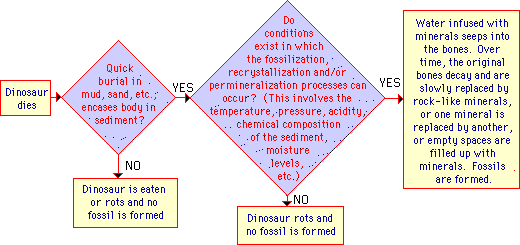 Dinosaur
dies
Quick
burial in
mud, sand, etc.,
encases body in
sediment?
YES
NO
Dinosaur is eaten
or rots and no
fossil is formed
Do
conditions
exist in which
the fossilization,
recrystallization and/or
permineralization processes can
occur? (This involves the
temperature, pressure, acidity,
chemical composition
of the sediment,
moisture
levels,
etc.)
YES
NO
Dinosaur rots and
no fossil is formed
Water infused with
minerals seeps into
the bones. Over
time, the original
bones decay and are
slowly replaced by
rock-like minerals,
or one mineral is
replaced by another,
or empty spaces are
filled up with
minerals. Fossils
are formed.